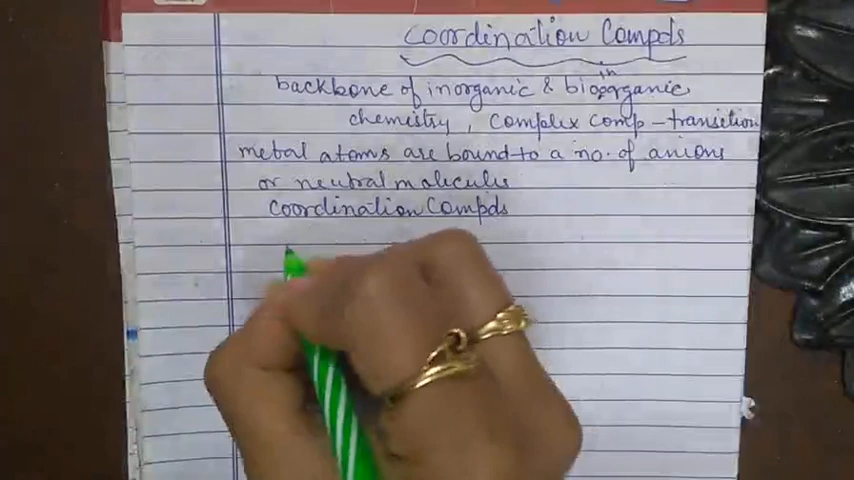 Coordination Compds
backbone of inorganic & bioinorganic
chemistry, complex comp - transition
metal atoms are bound to a no. of anions
or neutral molecules
Coordination Compds